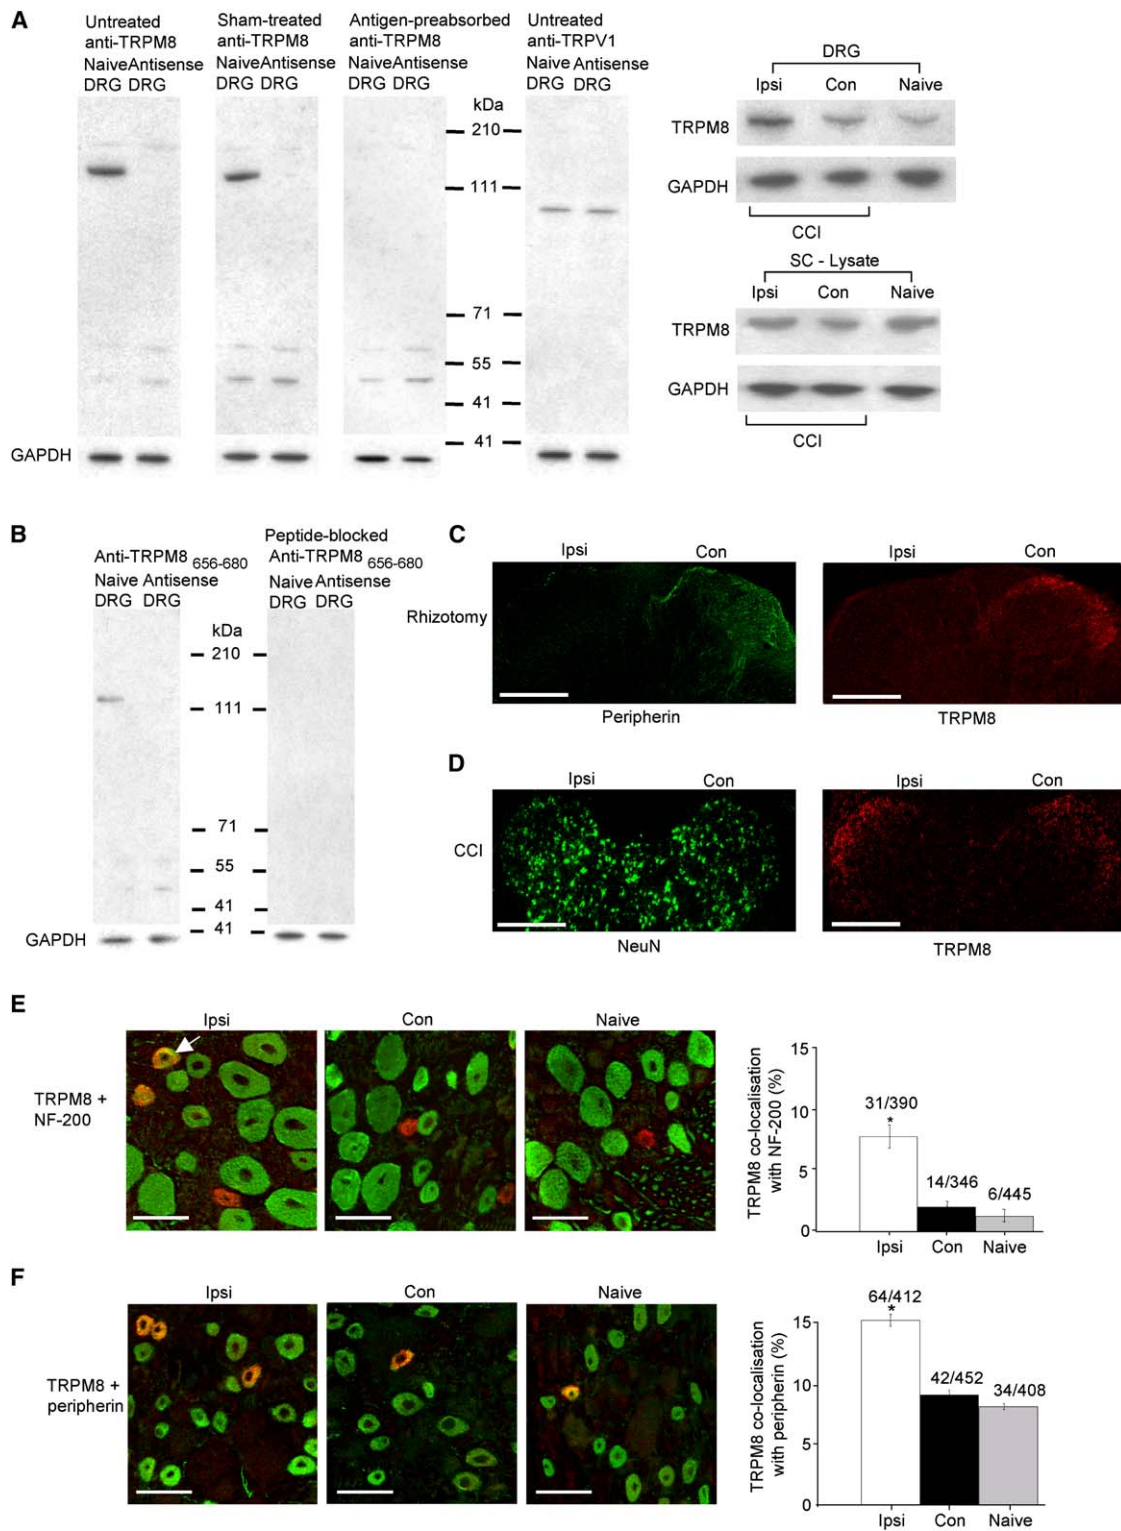 A
Untreated
anti-TRPM8
Naive Antisense
DRG DRG
Sham-treated
anti-TRPM8
Naive Antisense
DRG DRG
Antigen-preabsorbed
anti-TRPM8
Naive Antisense
DRG DRG
Untreated
anti-TRPV1
Naive Antisense
DRG DRG
kDa
210
111
71
55
41
41
GAPDH
DRG
Ipsi Con Naive
TRPM8
GAPDH
CCI
SC - Lysate
Ipsi Con Naive
TRPM8
GAPDH
CCI
B
Anti-TRPM8 656-680
Naive Antisense
DRG DRG
Peptide-blocked
Anti-TRPM8 656-680
Naive Antisense
DRG DRG
kDa
210
111
71
55
41
41
GAPDH
C
Ipsi Con
Ipsi Con
Rhizotomy
Peripherin
TRPM8
D
Ipsi Con
Ipsi Con
CCI
NeuN
TRPM8
E
Ipsi Con Naive
TRPM8 +
NF-200
TRPM8 co-localisation
with NF-200 (%)
15
10
5
0
31/390
*
14/346
6/445
Ipsi Con Naive
F
Ipsi Con Naive
TRPM8 +
peripherin
TRPM8 co-localisation
with peripherin (%)
15
10
5
0
64/412
*
42/452
34/408
Ipsi Con Naive